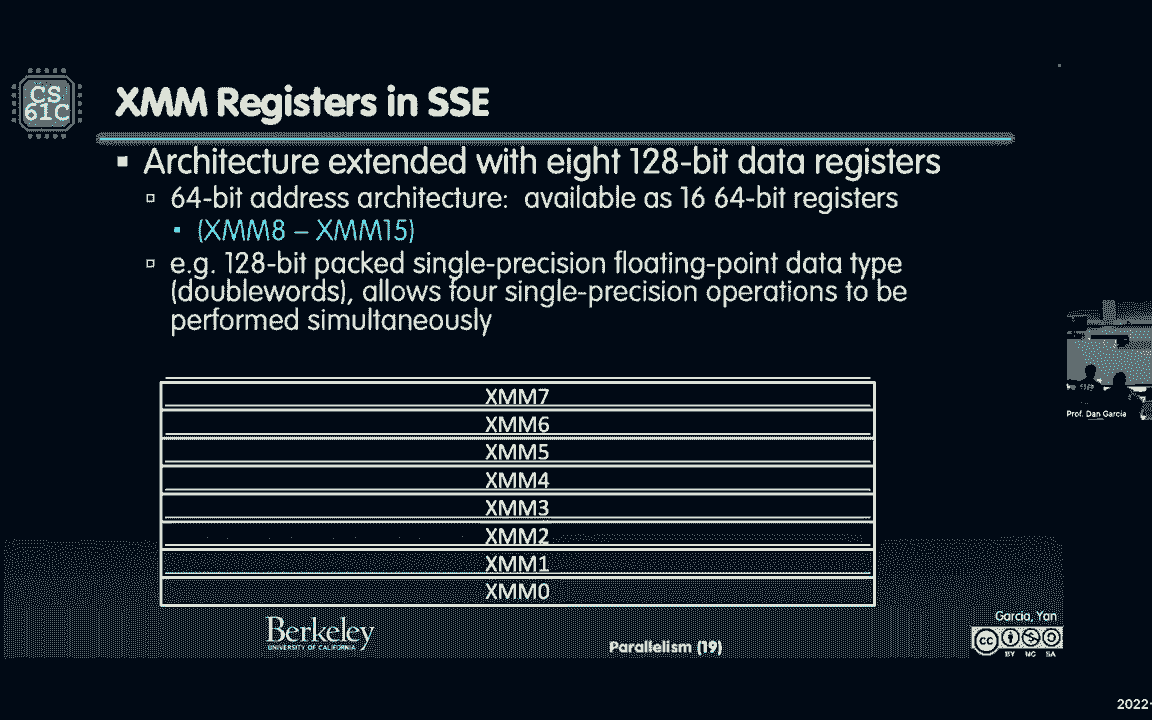 CS
61C
XMM Registers in SSE
▪ Architecture extended with eight 128-bit data registers
▫ 64-bit address architecture: available as 16 64-bit registers
▪ (XMM8 – XMM15)
▫ e.g. 128-bit packed single-precision floating-point data type
(doublewords), allows four single-precision operations to be
performed simultaneously
XMM7
XMM6
XMM5
XMM4
XMM3
XMM2
XMM1
XMM0
Prof. Dan Garcia
Berkeley
UNIVERSITY OF CALIFORNIA
Parallelism (19)
Garcia, Yan
cc
BY NC SA
2022-